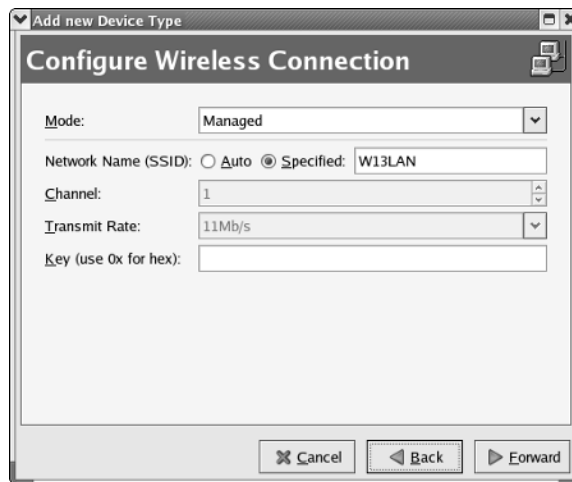 Add new Device Type
Configure Wireless Connection
Mode: Managed
Network Name (SSID): Auto Specified: W13LAN
Channel: 1
Transmit Rate: 11Mb/s
Key (use 0x for hex):
Cancel Back Forward